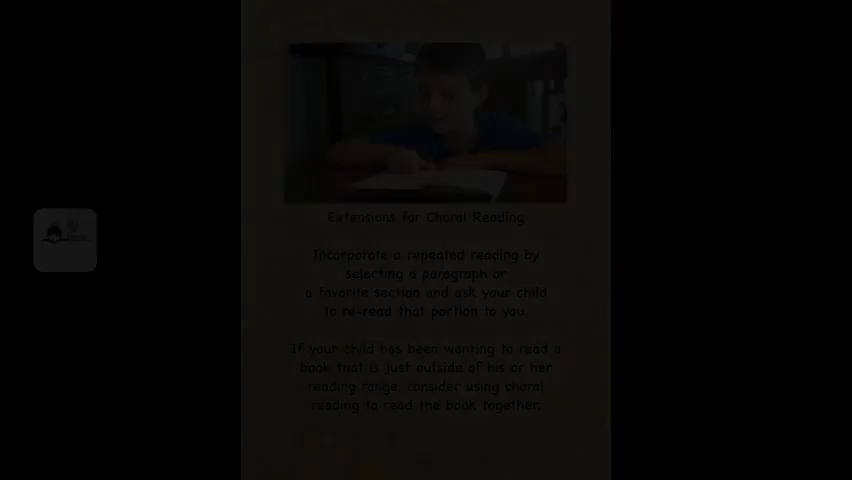 Extensions for Choral Reading
Incorporate a repeated reading by
selecting a paragraph or
a favorite section and ask your child
to re-read that portion to you.
If your child has been wanting to read a
book that is just outside of his or her
reading range, consider using choral
reading to read the book together.